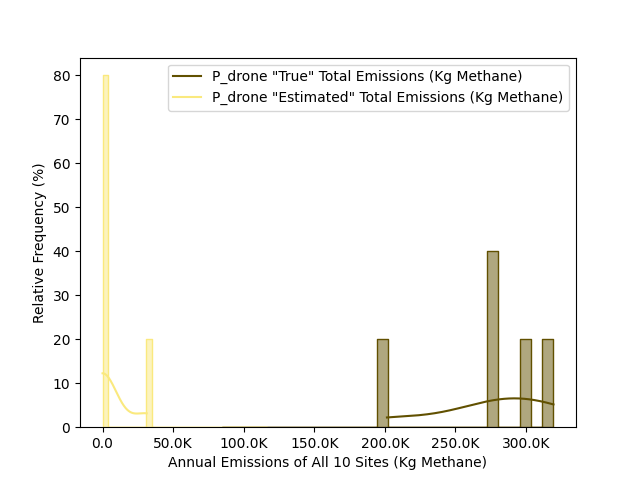 P_drone "True" Total Emissions (Kg Methane)
P_drone "Estimated" Total Emissions (Kg Methane)
80
70
60
50
40
30
20
10
0
Relative Frequency (%)
0.0 50.0K 100.0K 150.0K 200.0K 250.0K 300.0K
Annual Emissions of All 10 Sites (Kg Methane)